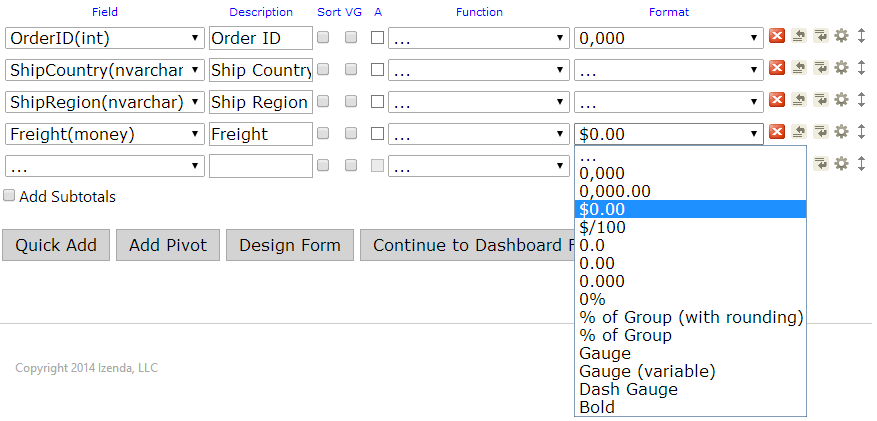 Field Description Sort VG A Function Format
OrderID(int) Order ID ... 0,000
ShipCountry(nvarchar Ship Country ... ...
ShipRegion(nvarchar) Ship Region ... ...
Freight(money) Freight ... $0.00
... ...
Add Subtotals
Quick Add Add Pivot Design Form Continue to Dashboard F
...
0,000
0,000.00
$0.00
$/100
0.0
0.00
0.000
0%
% of Group (with rounding)
% of Group
Gauge
Gauge (variable)
Dash Gauge
Bold
Copyright 2014 Izenda, LLC